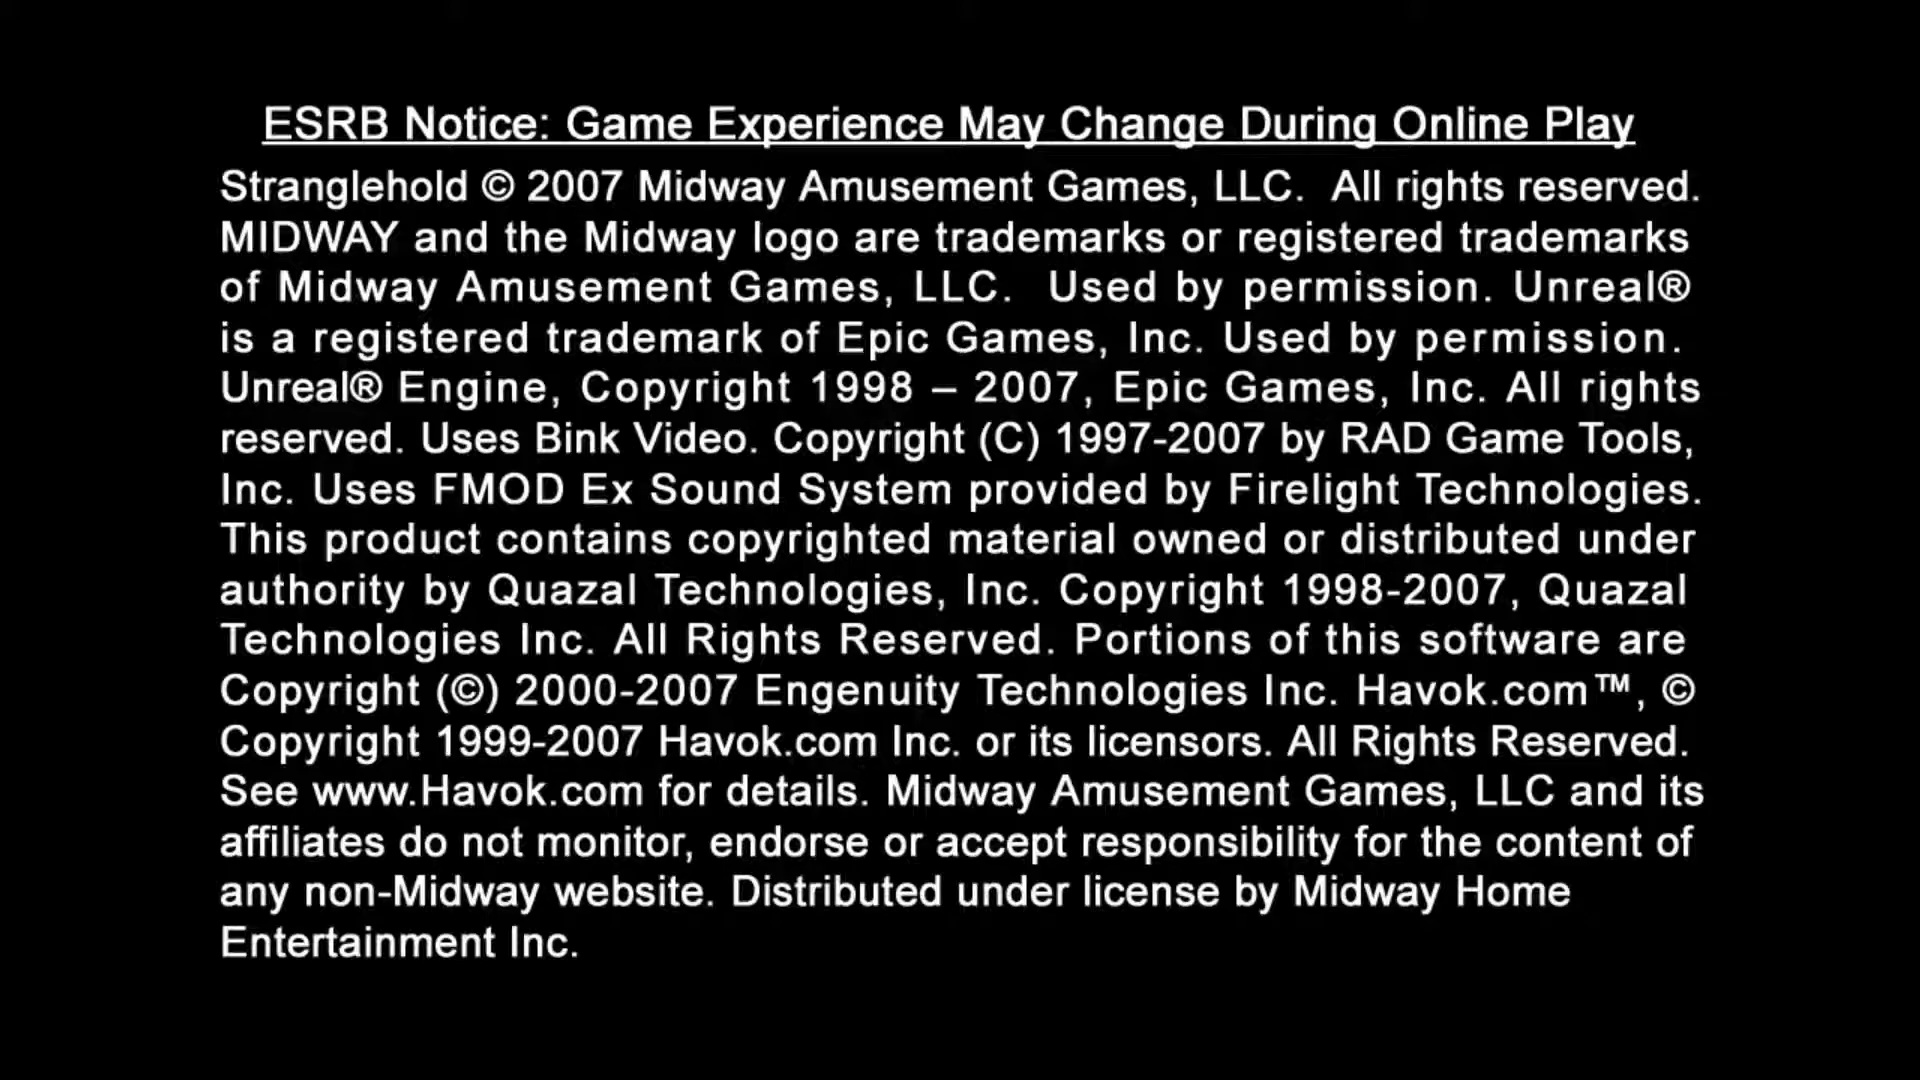 ESRB Notice: Game Experience May Change During Online Play
Stranglehold © 2007 Midway Amusement Games, LLC.  All rights reserved.
MIDWAY and the Midway logo are trademarks or registered trademarks
of Midway Amusement Games, LLC.  Used by permission. Unreal®
is a registered trademark of Epic Games, Inc. Used by permission.
Unreal® Engine, Copyright 1998 – 2007, Epic Games, Inc. All rights
reserved. Uses Bink Video. Copyright (C) 1997-2007 by RAD Game Tools,
Inc. Uses FMOD Ex Sound System provided by Firelight Technologies.
This product contains copyrighted material owned or distributed under
authority by Quazal Technologies, Inc. Copyright 1998-2007, Quazal
Technologies Inc. All Rights Reserved. Portions of this software are
Copyright (©) 2000-2007 Engenuity Technologies Inc. Havok.com™, ©
Copyright 1999-2007 Havok.com Inc. or its licensors. All Rights Reserved.
See www.Havok.com for details. Midway Amusement Games, LLC and its
affiliates do not monitor, endorse or accept responsibility for the content of
any non-Midway website. Distributed under license by Midway Home
Entertainment Inc.